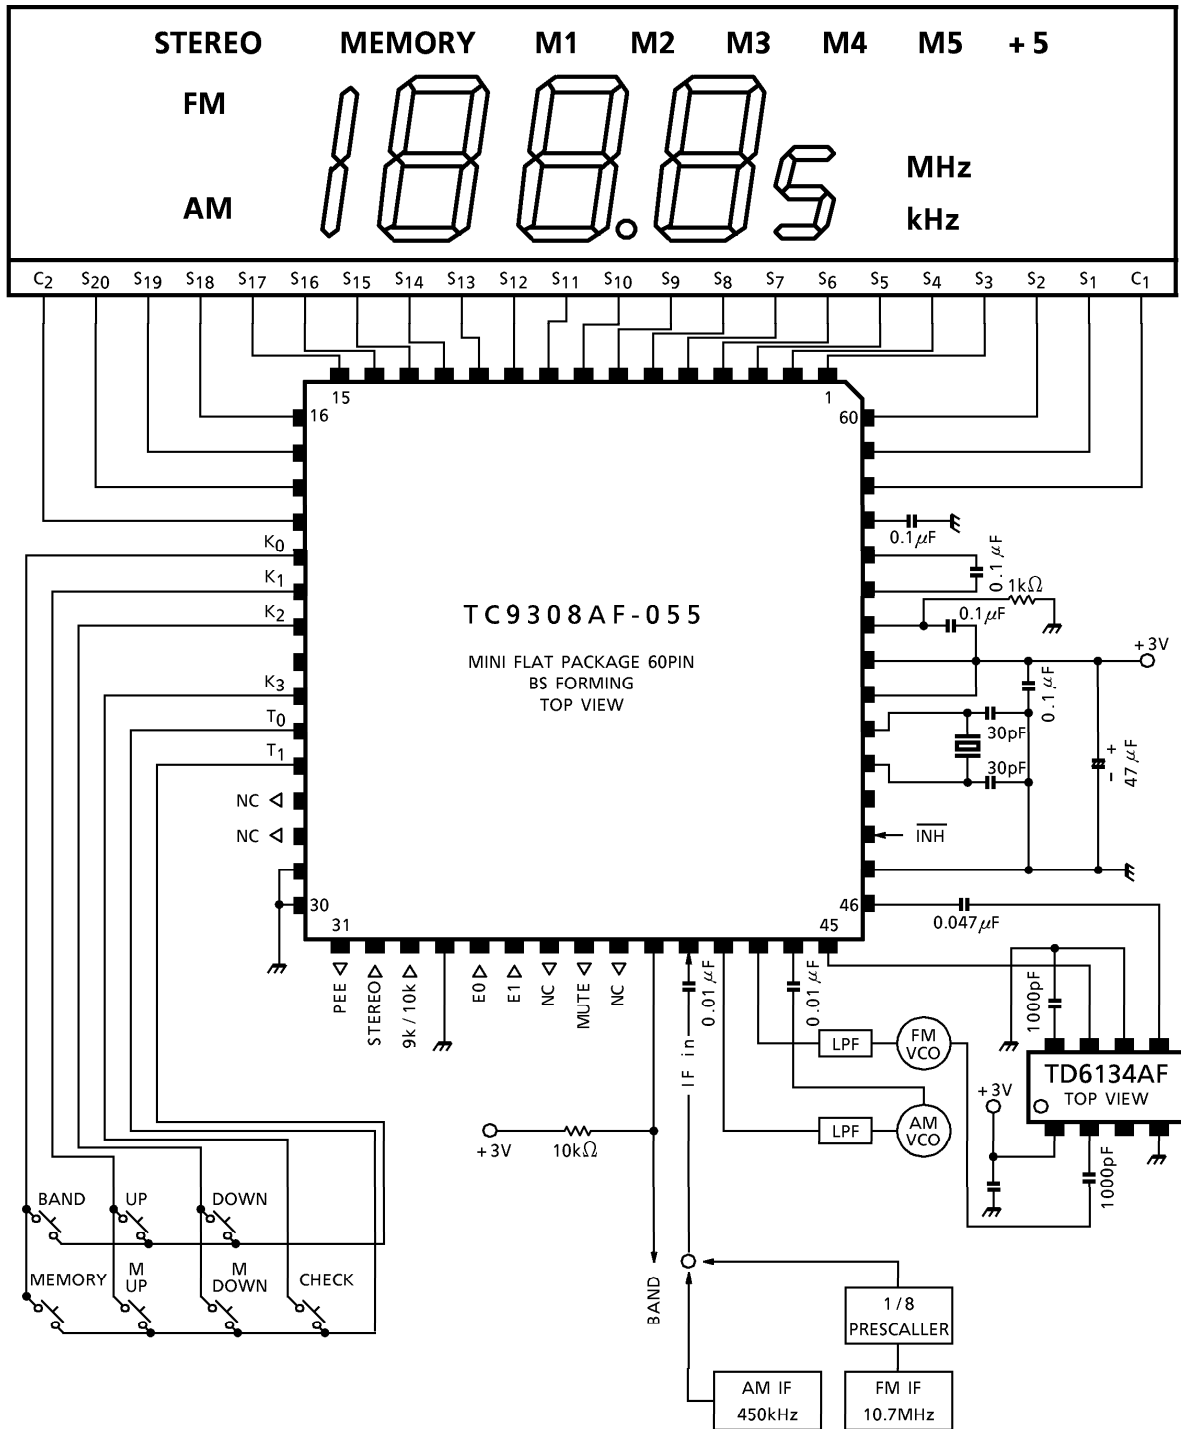 STEREO MEMORY M1 M2 M3 M4 M5 +5
FM
188.8.5
MHz
AM
kHz
C2 S20 S19 S18 S17 S16 S15 S14 S13 S12 S11 S10 S9 S8 S7 S6 S5 S4 S3 S2 S1 C1
15 1
16 60
0.1μF
K0
0.1μF
K1
1kΩ
0.1μF
K2
TC9308AF-055
+3V
MINI FLAT PACKAGE 60PIN
BS FORMING
TOP VIEW
K3
0.1μF
T0
30pF
T1
30pF
+
-
47μF
NC
NC
INH
30 46
31 45
0.047μF
PEE
STEREO
9k/10k
E0
E1
NC
MUTE
NC
0.01μF
0.01μF
1000pF
IF in
LPF
FM
VCO
TD6134AF
TOP VIEW
+3V
LPF
AM
VCO
+3V
10kΩ
1000pF
BAND UP DOWN
MEMORY
M
UP
M
DOWN
CHECK
BAND
1/8
PRESCALLER
AM IF
450kHz
FM IF
10.7MHz